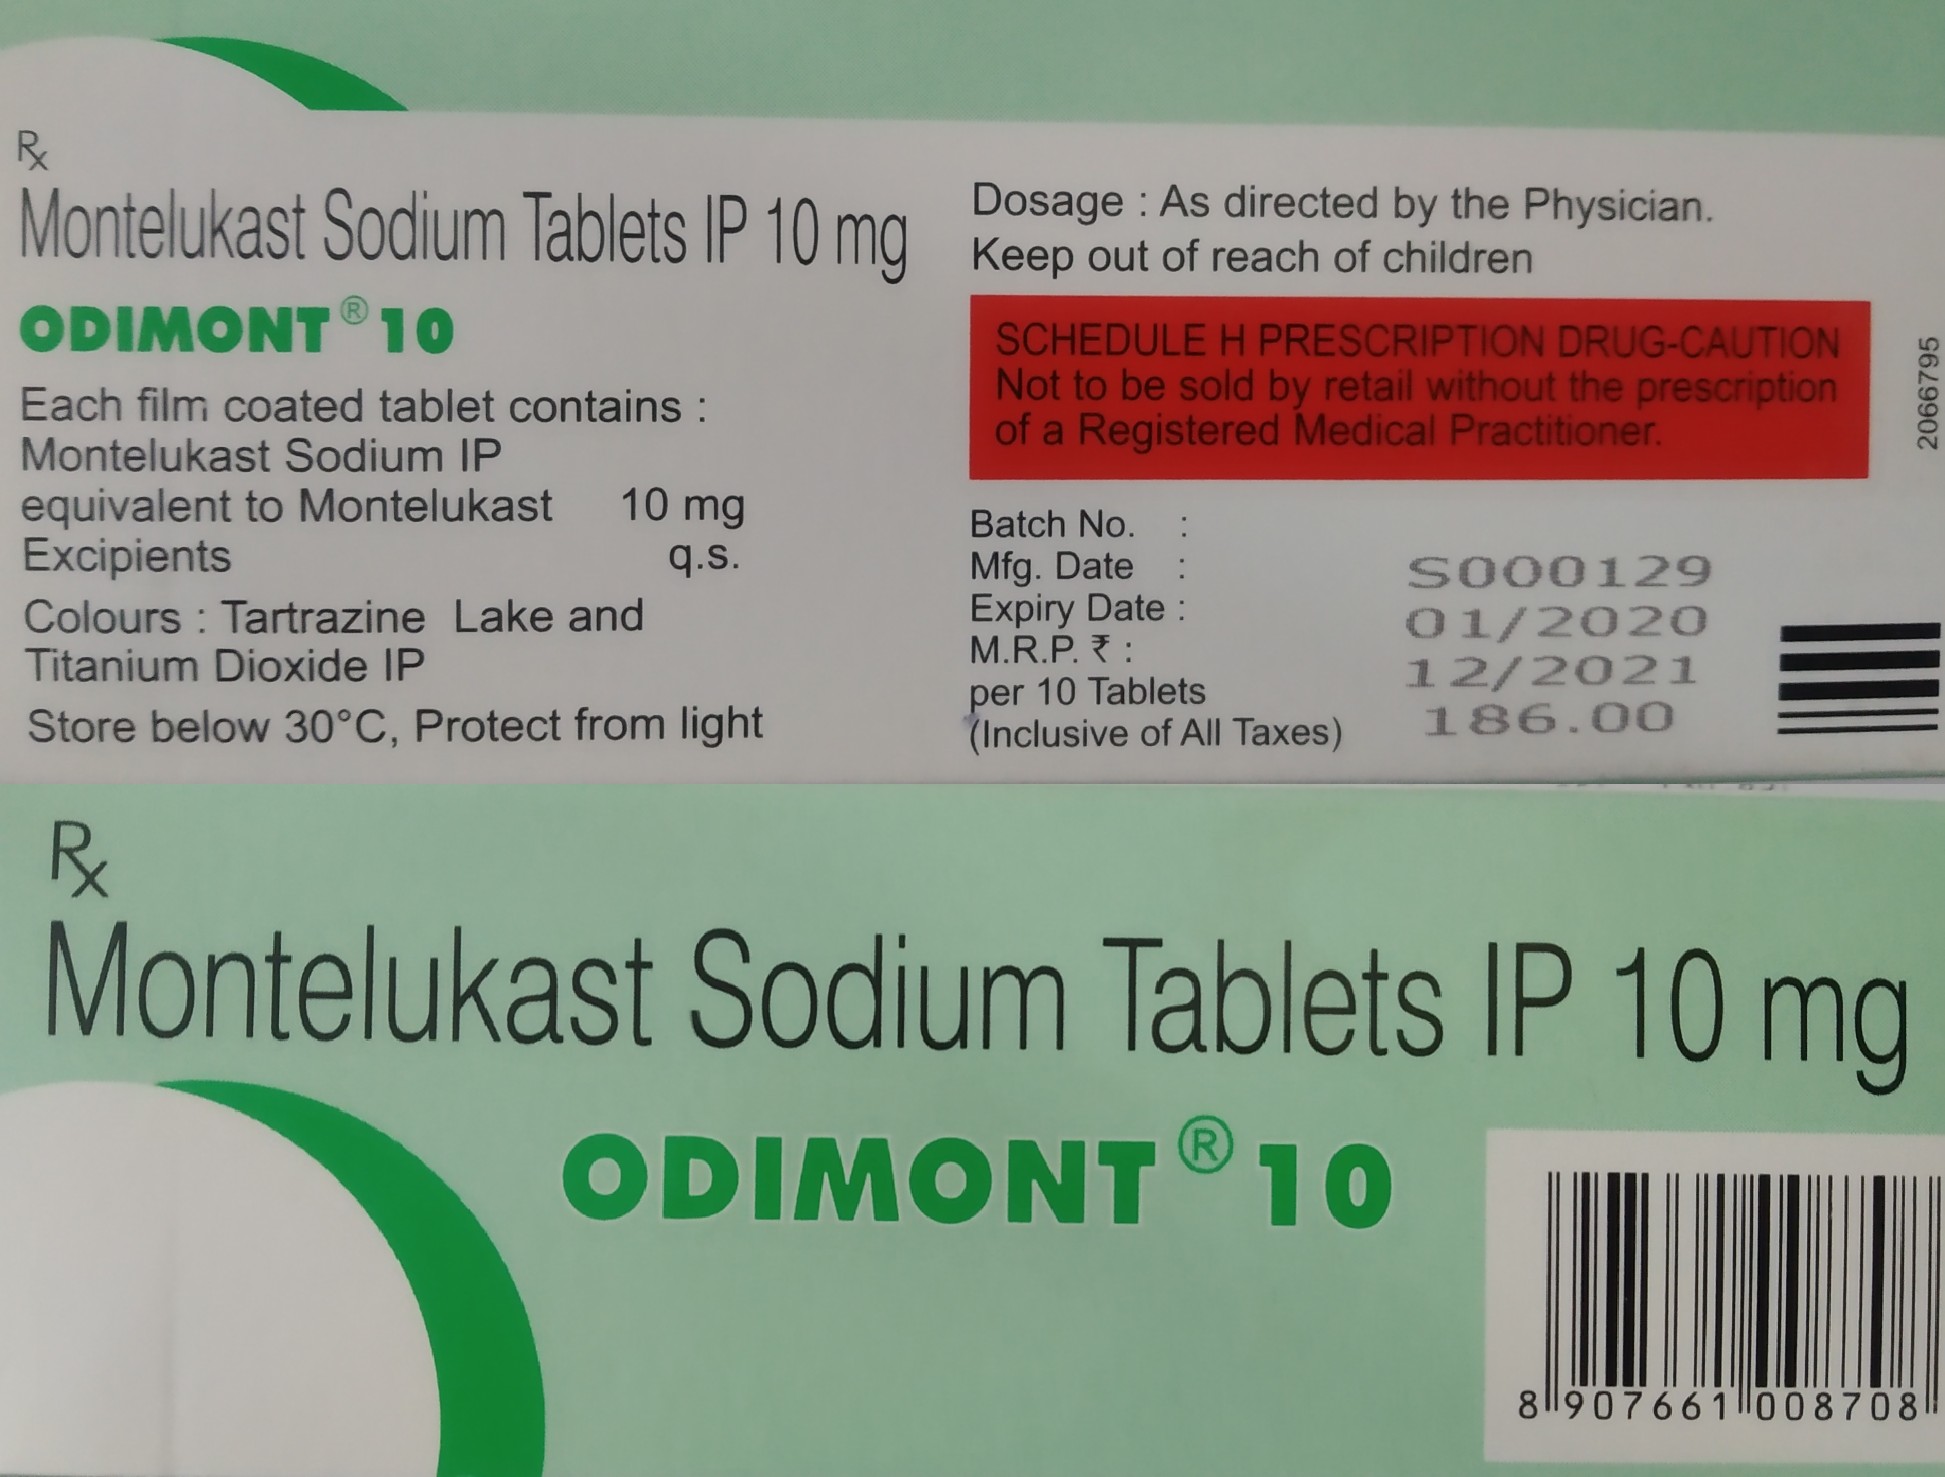 Rx
Montelukast Sodium Tablets IP 10 mg
ODIMONT® 10
Each film coated tablet contains :
Montelukast Sodium IP
equivalent to Montelukast 10 mg
Excipients q.s.
Colours : Tartrazine Lake and
Titanium Dioxide IP
Store below 30°C, Protect from light
Dosage : As directed by the Physician.
Keep out of reach of children
SCHEDULE H PRESCRIPTION DRUG-CAUTION
Not to be sold by retail without the prescription
of a Registered Medical Practitioner.
2066795
Batch No. :
Mfg. Date :
Expiry Date :
M.R.P. ₹ :
per 10 Tablets
(Inclusive of All Taxes)
S000129
01/2020
12/2021
186.00
Rx
Montelukast Sodium Tablets IP 10 mg
ODIMONT® 10
8 907661 008708